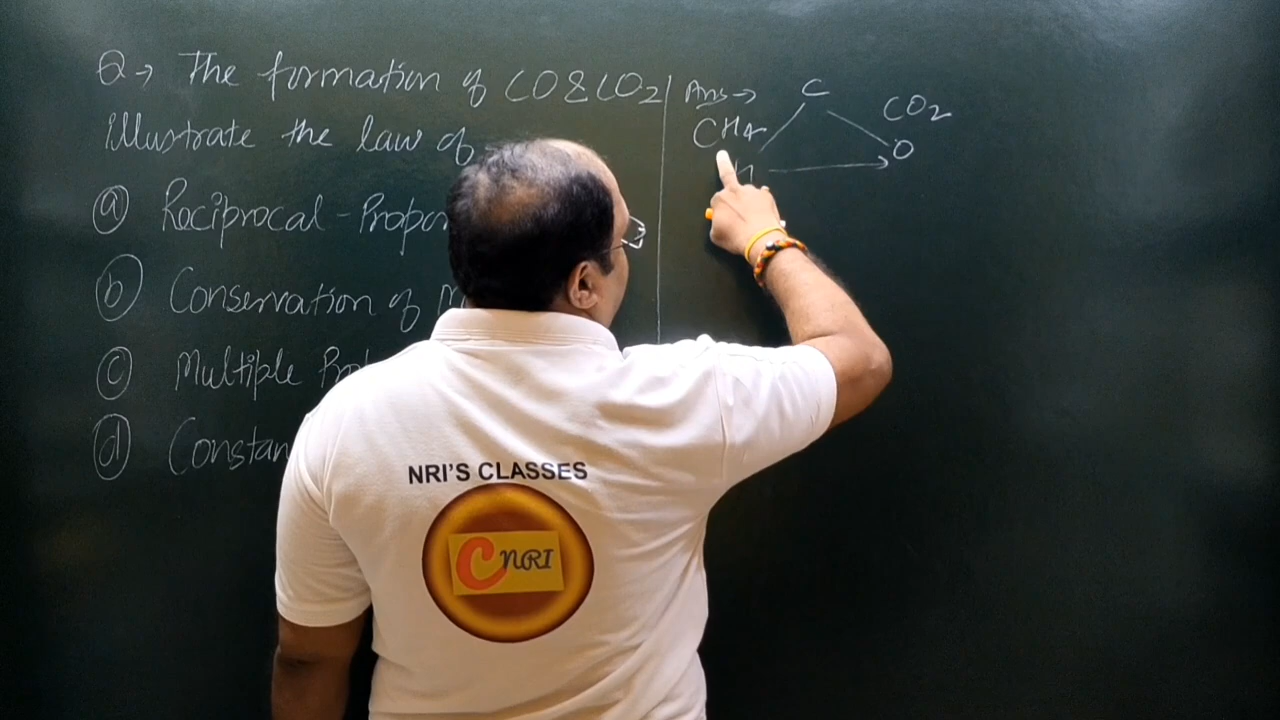 Q→ The formation of CO & CO2
Illustrate the law of
(a) Reciprocal-Propor
(b) Conservation of M
(c) Multiple Pro
(d) Constan
Ans→
C
CH4
CO2
O
H
NRI'S CLASSES
C NRI